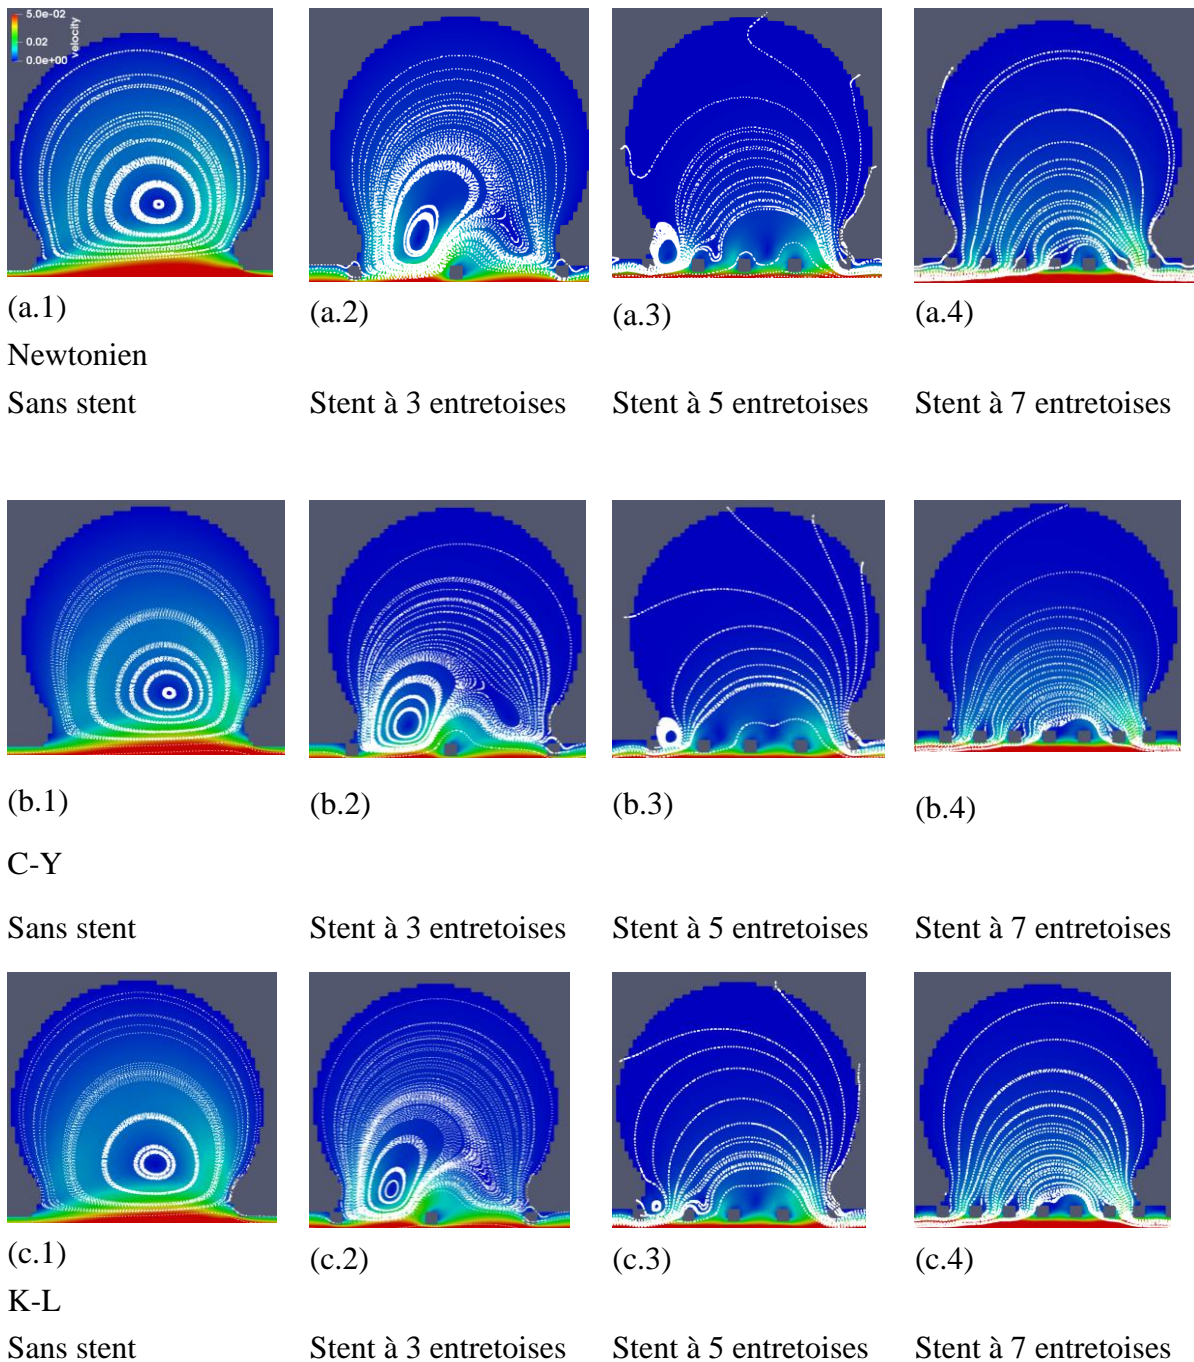 5.0e-02
0.02
0.0e+00
velocity
(a.1)
(a.2)
(a.3)
(a.4)
Newtonien
Sans stent
Stent à 3 entretoises
Stent à 5 entretoises
Stent à 7 entretoises
(b.1)
(b.2)
(b.3)
(b.4)
C-Y
Sans stent
Stent à 3 entretoises
Stent à 5 entretoises
Stent à 7 entretoises
(c.1)
(c.2)
(c.3)
(c.4)
K-L
Sans stent
Stent à 3 entretoises
Stent à 5 entretoises
Stent à 7 entretoises